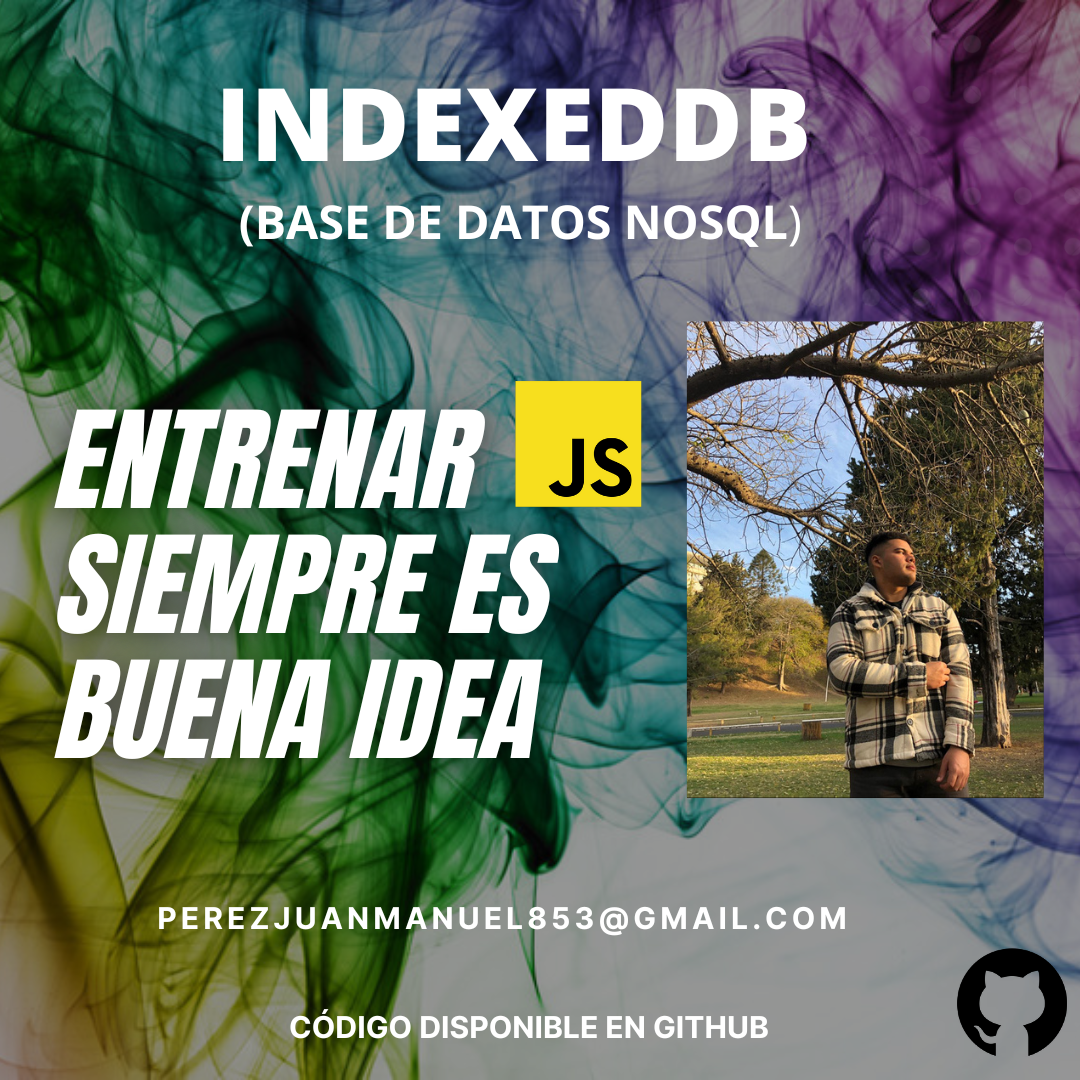 INDEXEDDB
(BASE DE DATOS NOSQL)
ENTRENAR
JS
SIEMPRE ES
BUENA IDEA
PEREZJUANMANUEL853@GMAIL.COM
CÓDIGO DISPONIBLE EN GITHUB